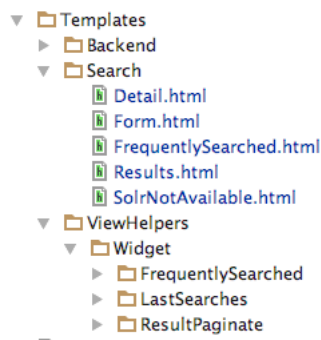 Templates
Backend
Search
Detail.html
Form.html
FrequentlySearched.html
Results.html
SolrNotAvailable.html
ViewHelpers
Widget
FrequentlySearched
LastSearches
ResultPaginate